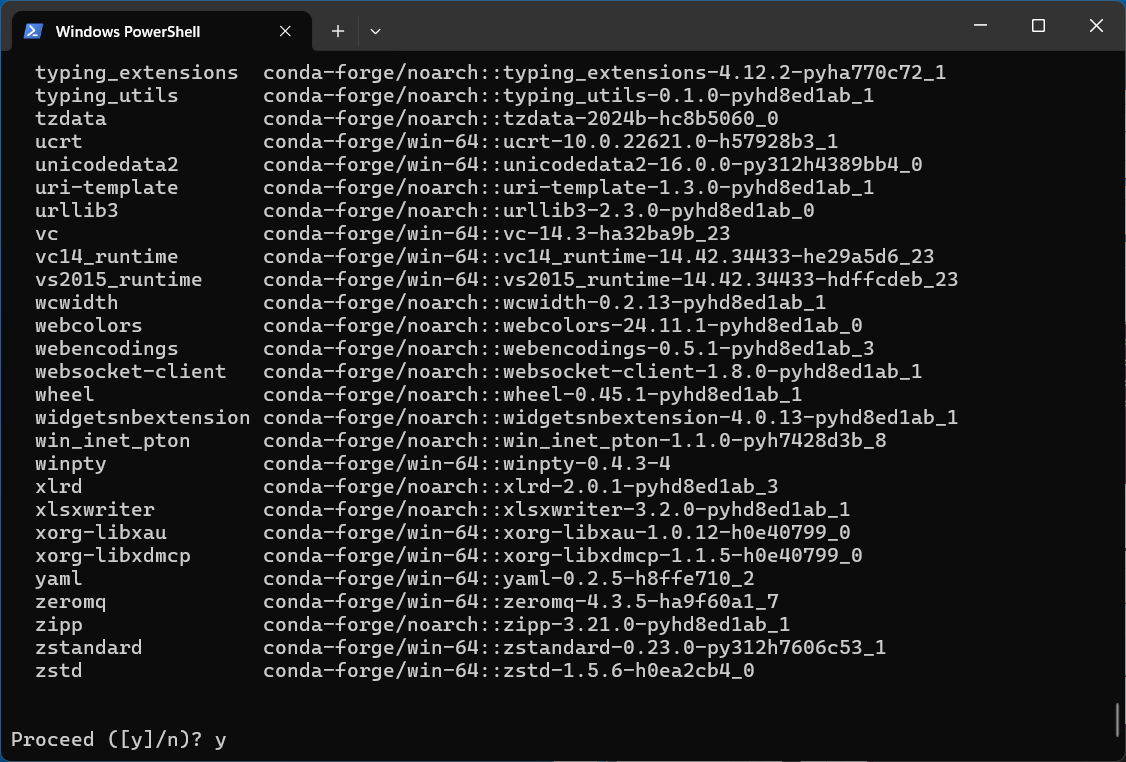 Windows PowerShell
typing_extensions conda-forge/noarch::typing_extensions-4.12.2-pyha770c72_1
typing_utils conda-forge/noarch::typing_utils-0.1.0-pyhd8ed1ab_1
tzdata conda-forge/noarch::tzdata-2024b-hc8b5060_0
ucrt conda-forge/win-64::ucrt-10.0.22621.0-h57928b3_1
unicodedata2 conda-forge/win-64::unicodedata2-16.0.0-py312h4389bb4_0
uri-template conda-forge/noarch::uri-template-1.3.0-pyhd8ed1ab_1
urllib3 conda-forge/noarch::urllib3-2.3.0-pyhd8ed1ab_0
vc conda-forge/win-64::vc-14.3-ha32ba9b_23
vc14_runtime conda-forge/win-64::vc14_runtime-14.42.34433-he29a5d6_23
vs2015_runtime conda-forge/win-64::vs2015_runtime-14.42.34433-hdffcdeb_23
wcwidth conda-forge/noarch::wcwidth-0.2.13-pyhd8ed1ab_1
webcolors conda-forge/noarch::webcolors-24.11.1-pyhd8ed1ab_0
webencodings conda-forge/noarch::webencodings-0.5.1-pyhd8ed1ab_3
websocket-client conda-forge/noarch::websocket-client-1.8.0-pyhd8ed1ab_1
wheel conda-forge/noarch::wheel-0.45.1-pyhd8ed1ab_1
widgetsnbextension conda-forge/noarch::widgetsnbextension-4.0.13-pyhd8ed1ab_1
win_inet_pton conda-forge/noarch::win_inet_pton-1.1.0-pyh7428d3b_8
winpty conda-forge/win-64::winpty-0.4.3-4
xlrd conda-forge/noarch::xlrd-2.0.1-pyhd8ed1ab_3
xlsxwriter conda-forge/noarch::xlsxwriter-3.2.0-pyhd8ed1ab_1
xorg-libxau conda-forge/win-64::xorg-libxau-1.0.12-h0e40799_0
xorg-libxdmcp conda-forge/win-64::xorg-libxdmcp-1.1.5-h0e40799_0
yaml conda-forge/win-64::yaml-0.2.5-h8ffe710_2
zeromq conda-forge/win-64::zeromq-4.3.5-ha9f60a1_7
zipp conda-forge/noarch::zipp-3.21.0-pyhd8ed1ab_1
zstandard conda-forge/win-64::zstandard-0.23.0-py312h7606c53_1
zstd conda-forge/win-64::zstd-1.5.6-h0ea2cb4_0
Proceed ([y]/n)? y